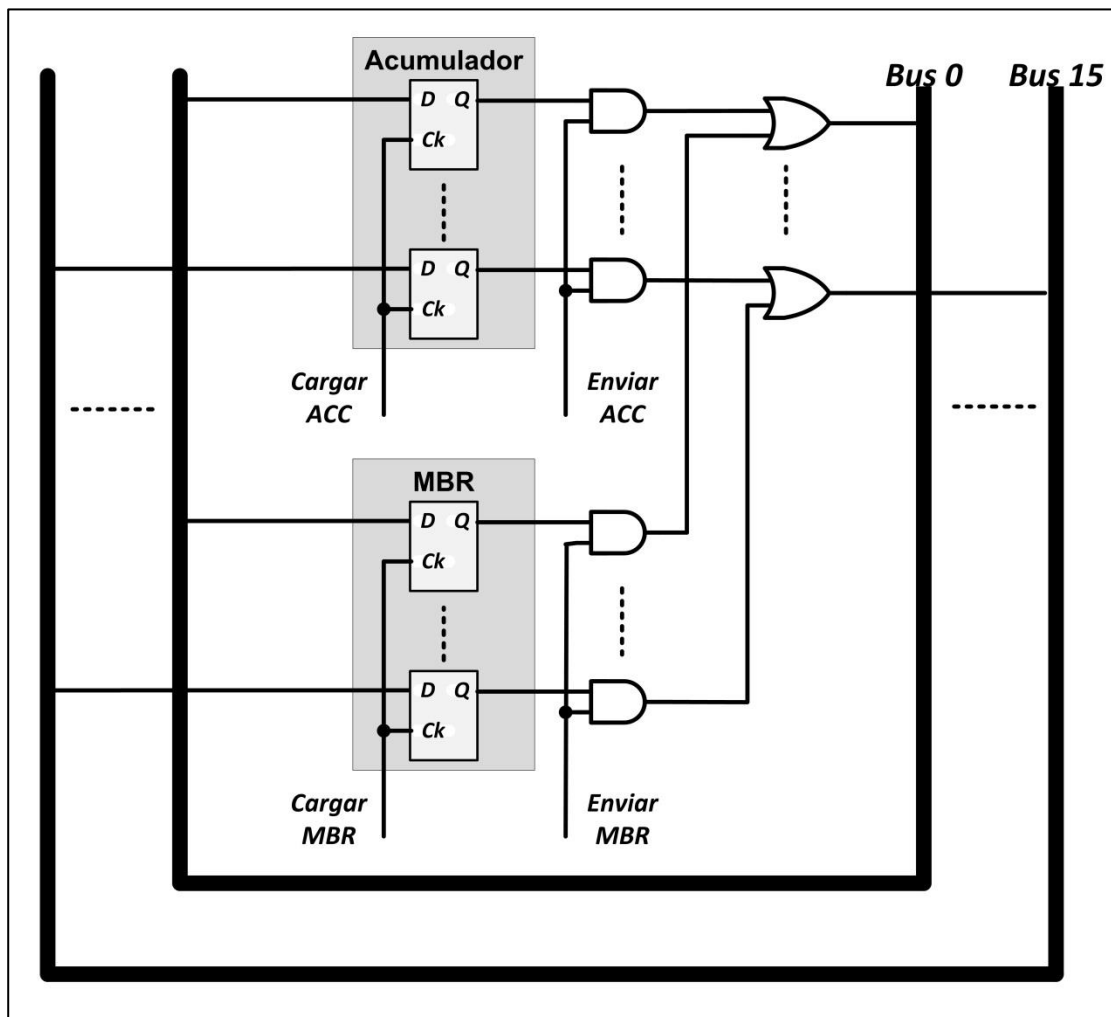 Acumulador
Bus 0
Bus 15
D Q
Ck
D Q
Ck
Cargar
ACC
Enviar
ACC
MBR
D Q
Ck
D Q
Ck
Cargar
MBR
Enviar
MBR